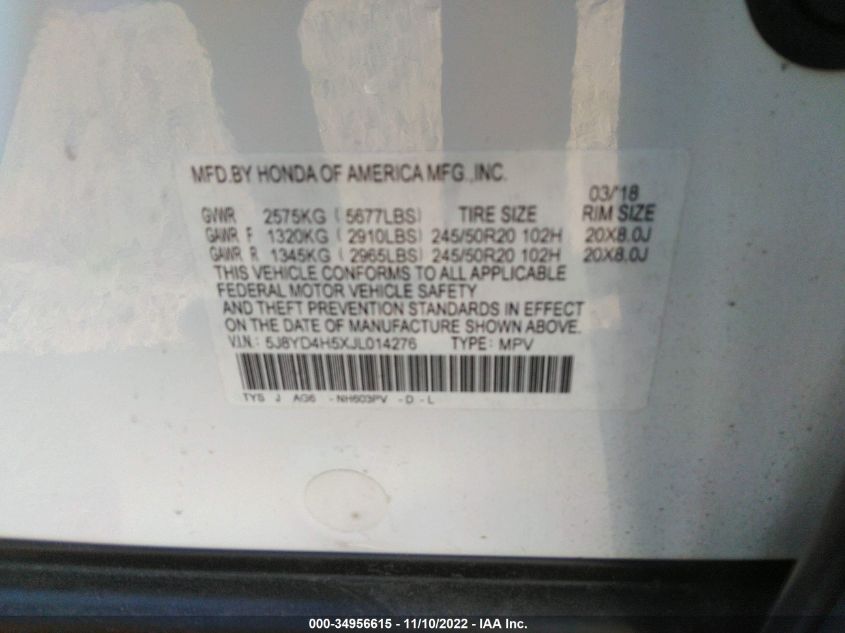 MFD.BY HONDA OF AMERICA MFG.,INC.
03/'18
GVWR 2575KG ( 5677LBS) TIRE SIZE RIM SIZE
GAWR F 1320KG ( 2910LBS) 245/50R20 102H 20X8.0J
GAWR R 1345KG ( 2965LBS) 245/50R20 102H 20X8.0J
THIS VEHICLE CONFORMS TO ALL APPLICABLE
FEDERAL MOTOR VEHICLE SAFETY
AND THEFT PREVENTION STANDARDS IN EFFECT
ON THE DATE OF MANUFACTURE SHOWN ABOVE.
V.I.N.: 5J8YD4H5XJL014276 TYPE: MPV
TYS J AG6 - NH603PV - D - L
000-34956615 - 11/10/2022 - IAA Inc.